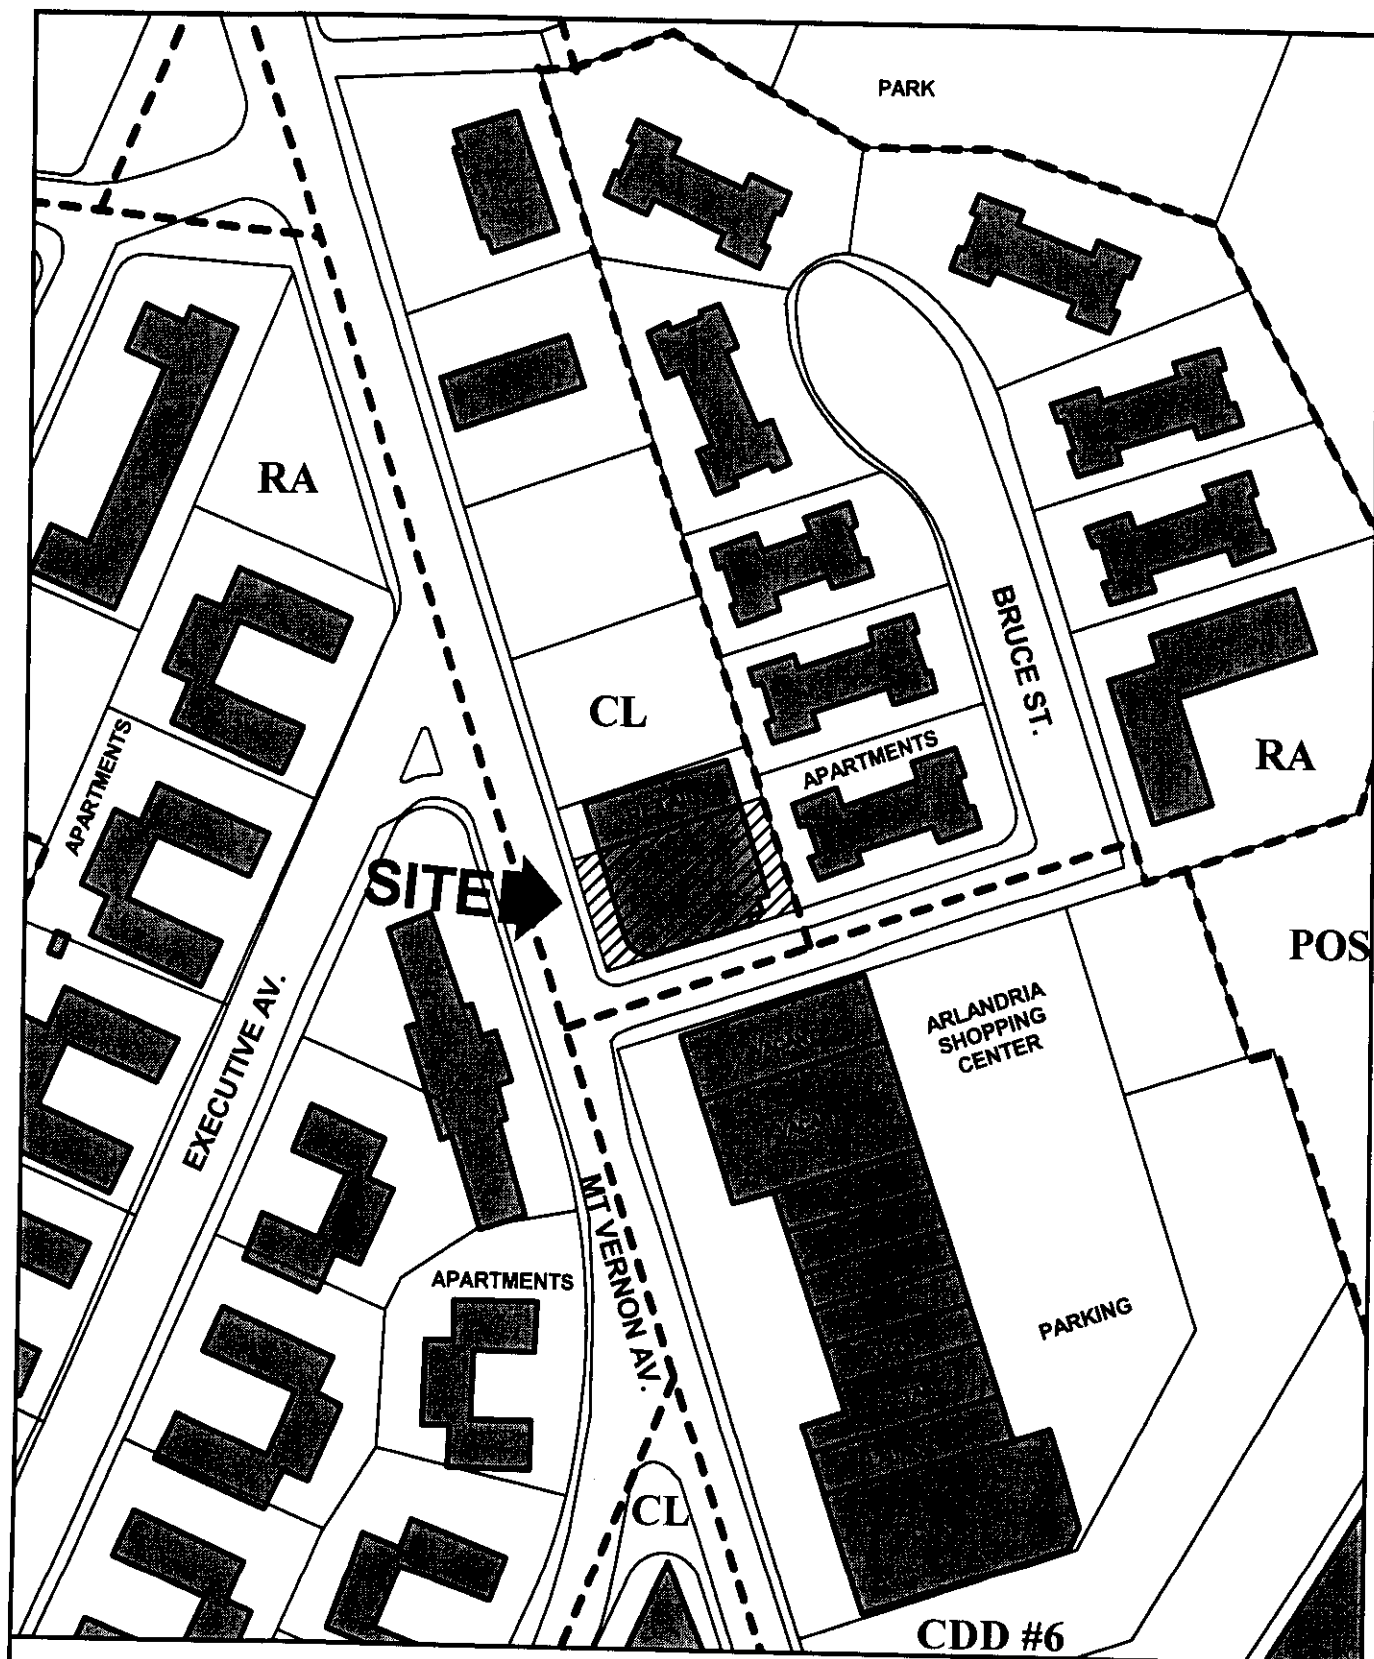 PARK
RA
BRUCE ST.
CL
APARTMENTS
RA
APARTMENTS
SITE
POS
ARLANDRIA
SHOPPING
CENTER
EXECUTIVE AV.
MT VERNON AV.
APARTMENTS
PARKING
CL
CDD #6